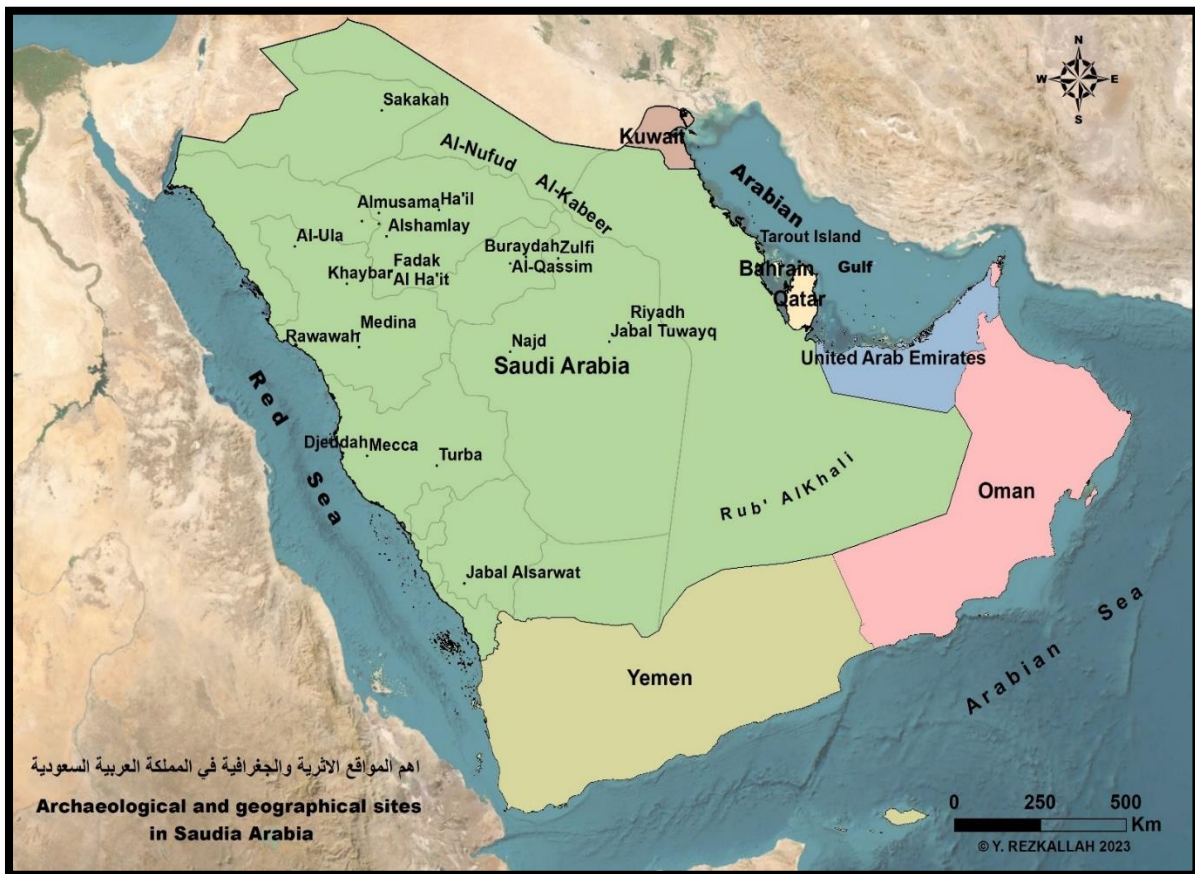 N
W E
S
Sakakah
Kuwait
Al-Nufud
Al-Kabeer
Arabian
Gulf
Almusama
Ha'il
Alshamlay
Al-Ula
Tarout Island
Buraydah
Zulfi
Al-Qassim
Fadak
Al Ha'it
Khaybar
Bahrain
Qatar
Riyadh
Jabal Tuwayq
Medina
Rawawah
Najd
Saudi Arabia
United Arab Emirates
Red Sea
Djeddah
Mecca
Turba
Rub' AlKhali
Oman
Jabal Alsarwat
Arabian Sea
Yemen
اهم المواقع الاثرية والجغرافية في المملكة العربية السعودية
Archaeological and geographical sites
in Saudia Arabia
0 250 500
Km
© Y. REZKALLAH 2023